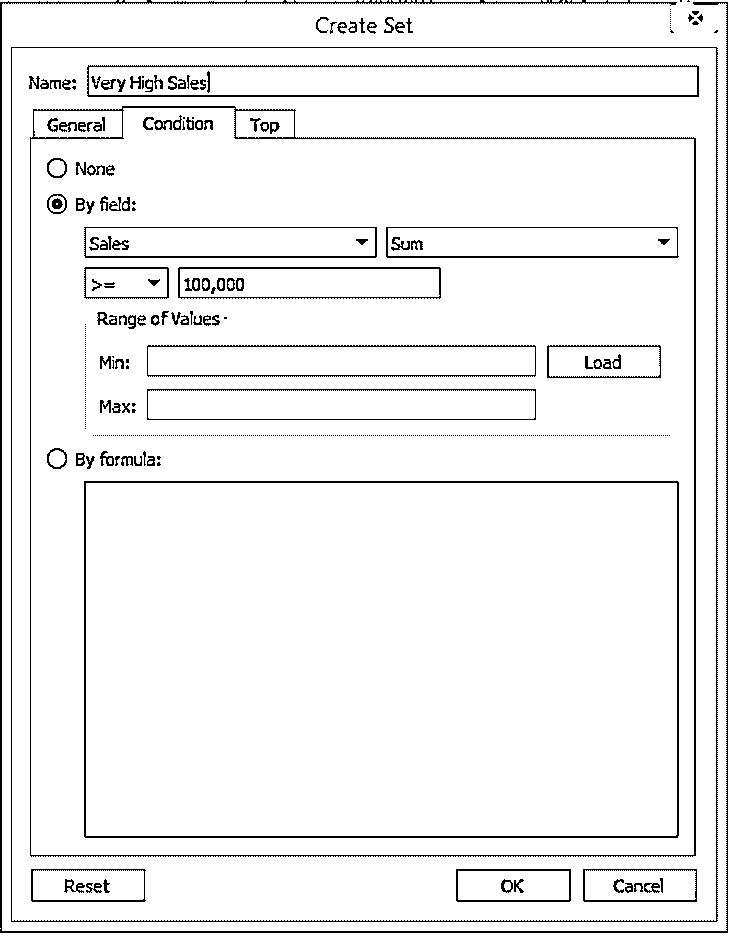 Create Set
Name: Very High Sales
General Condition Top
None
By field:
Sales Sum
>= 100,000
Range of Values
Min: Load
Max:
By formula:
Reset OK Cancel